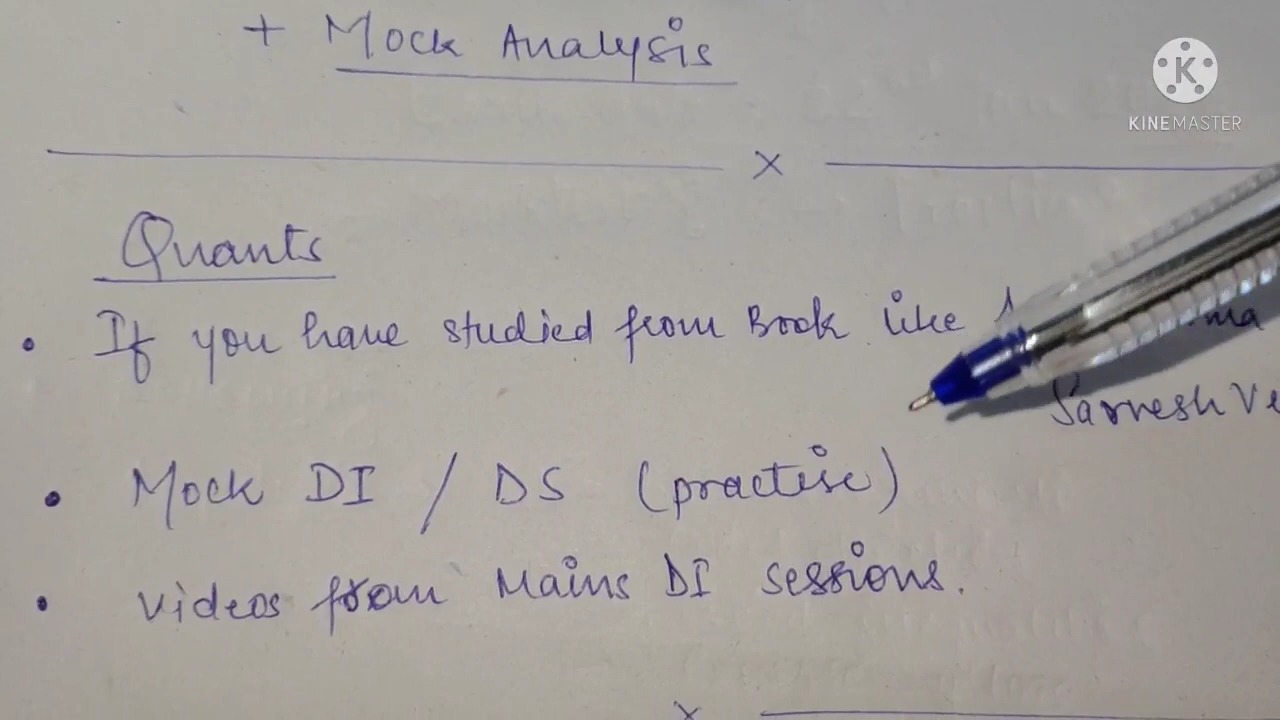 + Mock Analysis
KINEMASTER
×
Quants
• If you have studied from Book like
Sarvesh
• Mock DI / DS (practise)
• Videos from Mains DI sessions.
×